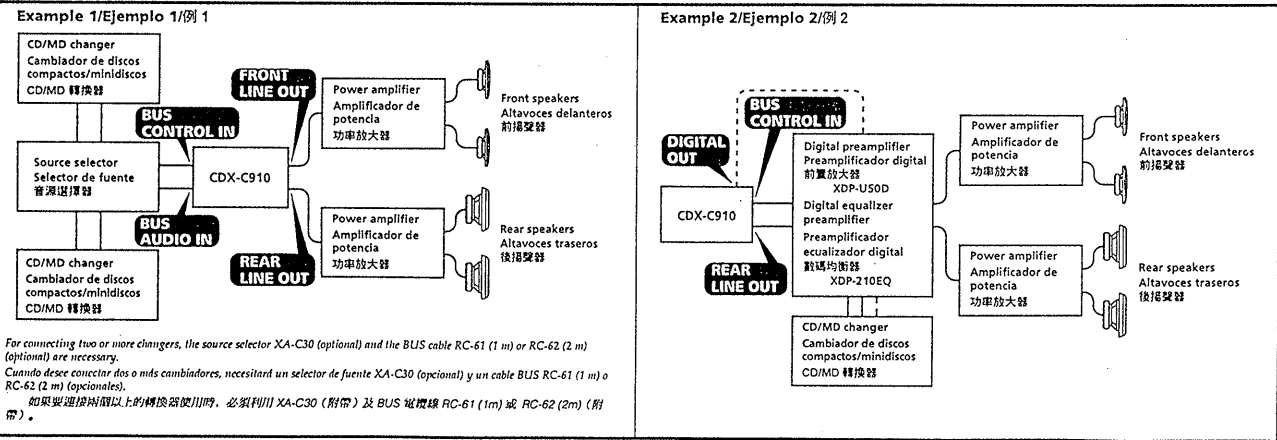 Example 1/Ejemplo 1/例 1
CD/MD changer
Cambiador de discos
compactos/minidiscos
CD/MD 轉換器
BUS
CONTROL IN
FRONT
LINE OUT
Power amplifier
Amplificador de
potencia
功率放大器
Front speakers
Altavoces delanteros
前揚聲器
Source selector
Selector de fuente
音源選擇器
CDX-C910
BUS
AUDIO IN
REAR
LINE OUT
Power amplifier
Amplificador de
potencia
功率放大器
Rear speakers
Altavoces traseros
後揚聲器
CD/MD changer
Cambiador de discos
compactos/minidiscos
CD/MD 轉換器
For connecting two or more changers, the source selector XA-C30 (optional) and the BUS cable RC-61 (1 m) or RC-62 (2 m)
(optional) are necessary.
Cuando desee conectar dos o más cambiadores, necesitará un selector de fuente XA-C30 (opcional) y un cable BUS RC-61 (1 m) o
RC-62 (2 m) (opcionales).
如果要連接兩個以上的轉換器使用時，必須利用 XA-C30（附帶）及 BUS 電纜線 RC-61 (1m) 或 RC-62 (2m)（附
帶）。
Example 2/Ejemplo 2/例 2
DIGITAL
OUT
BUS
CONTROL IN
CDX-C910
REAR
LINE OUT
Digital preamplifier
Preamplificador digital
前置放大器
XDP-U50D
Digital equalizer
preamplifier
Preamplificador
ecualizador digital
數碼均衡器
XDP-210EQ
Power amplifier
Amplificador de
potencia
功率放大器
Front speakers
Altavoces delanteros
前揚聲器
Power amplifier
Amplificador de
potencia
功率放大器
Rear speakers
Altavoces traseros
後揚聲器
CD/MD changer
Cambiador de discos
compactos/minidiscos
CD/MD 轉換器